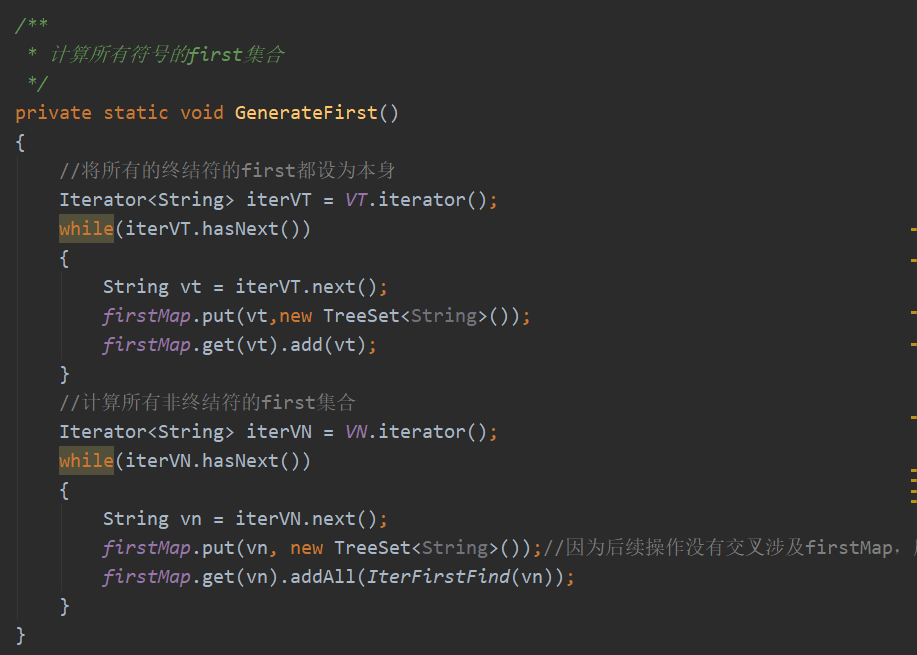 /**
 * 计算所有符号的first集合
 */
private static void GenerateFirst()
{
    //将所有的终结符的first都设为本身
    Iterator<String> iterVT = VT.iterator();
    while(iterVT.hasNext())
    {
        String vt = iterVT.next();
        firstMap.put(vt,new TreeSet<String>());
        firstMap.get(vt).add(vt);
    }
    //计算所有非终结符的first集合
    Iterator<String> iterVN = VN.iterator();
    while(iterVN.hasNext())
    {
        String vn = iterVN.next();
        firstMap.put(vn, new TreeSet<String>());//因为后续操作没有交叉涉及firstMap，
        firstMap.get(vn).addAll(IterFirstFind(vn));
    }
}